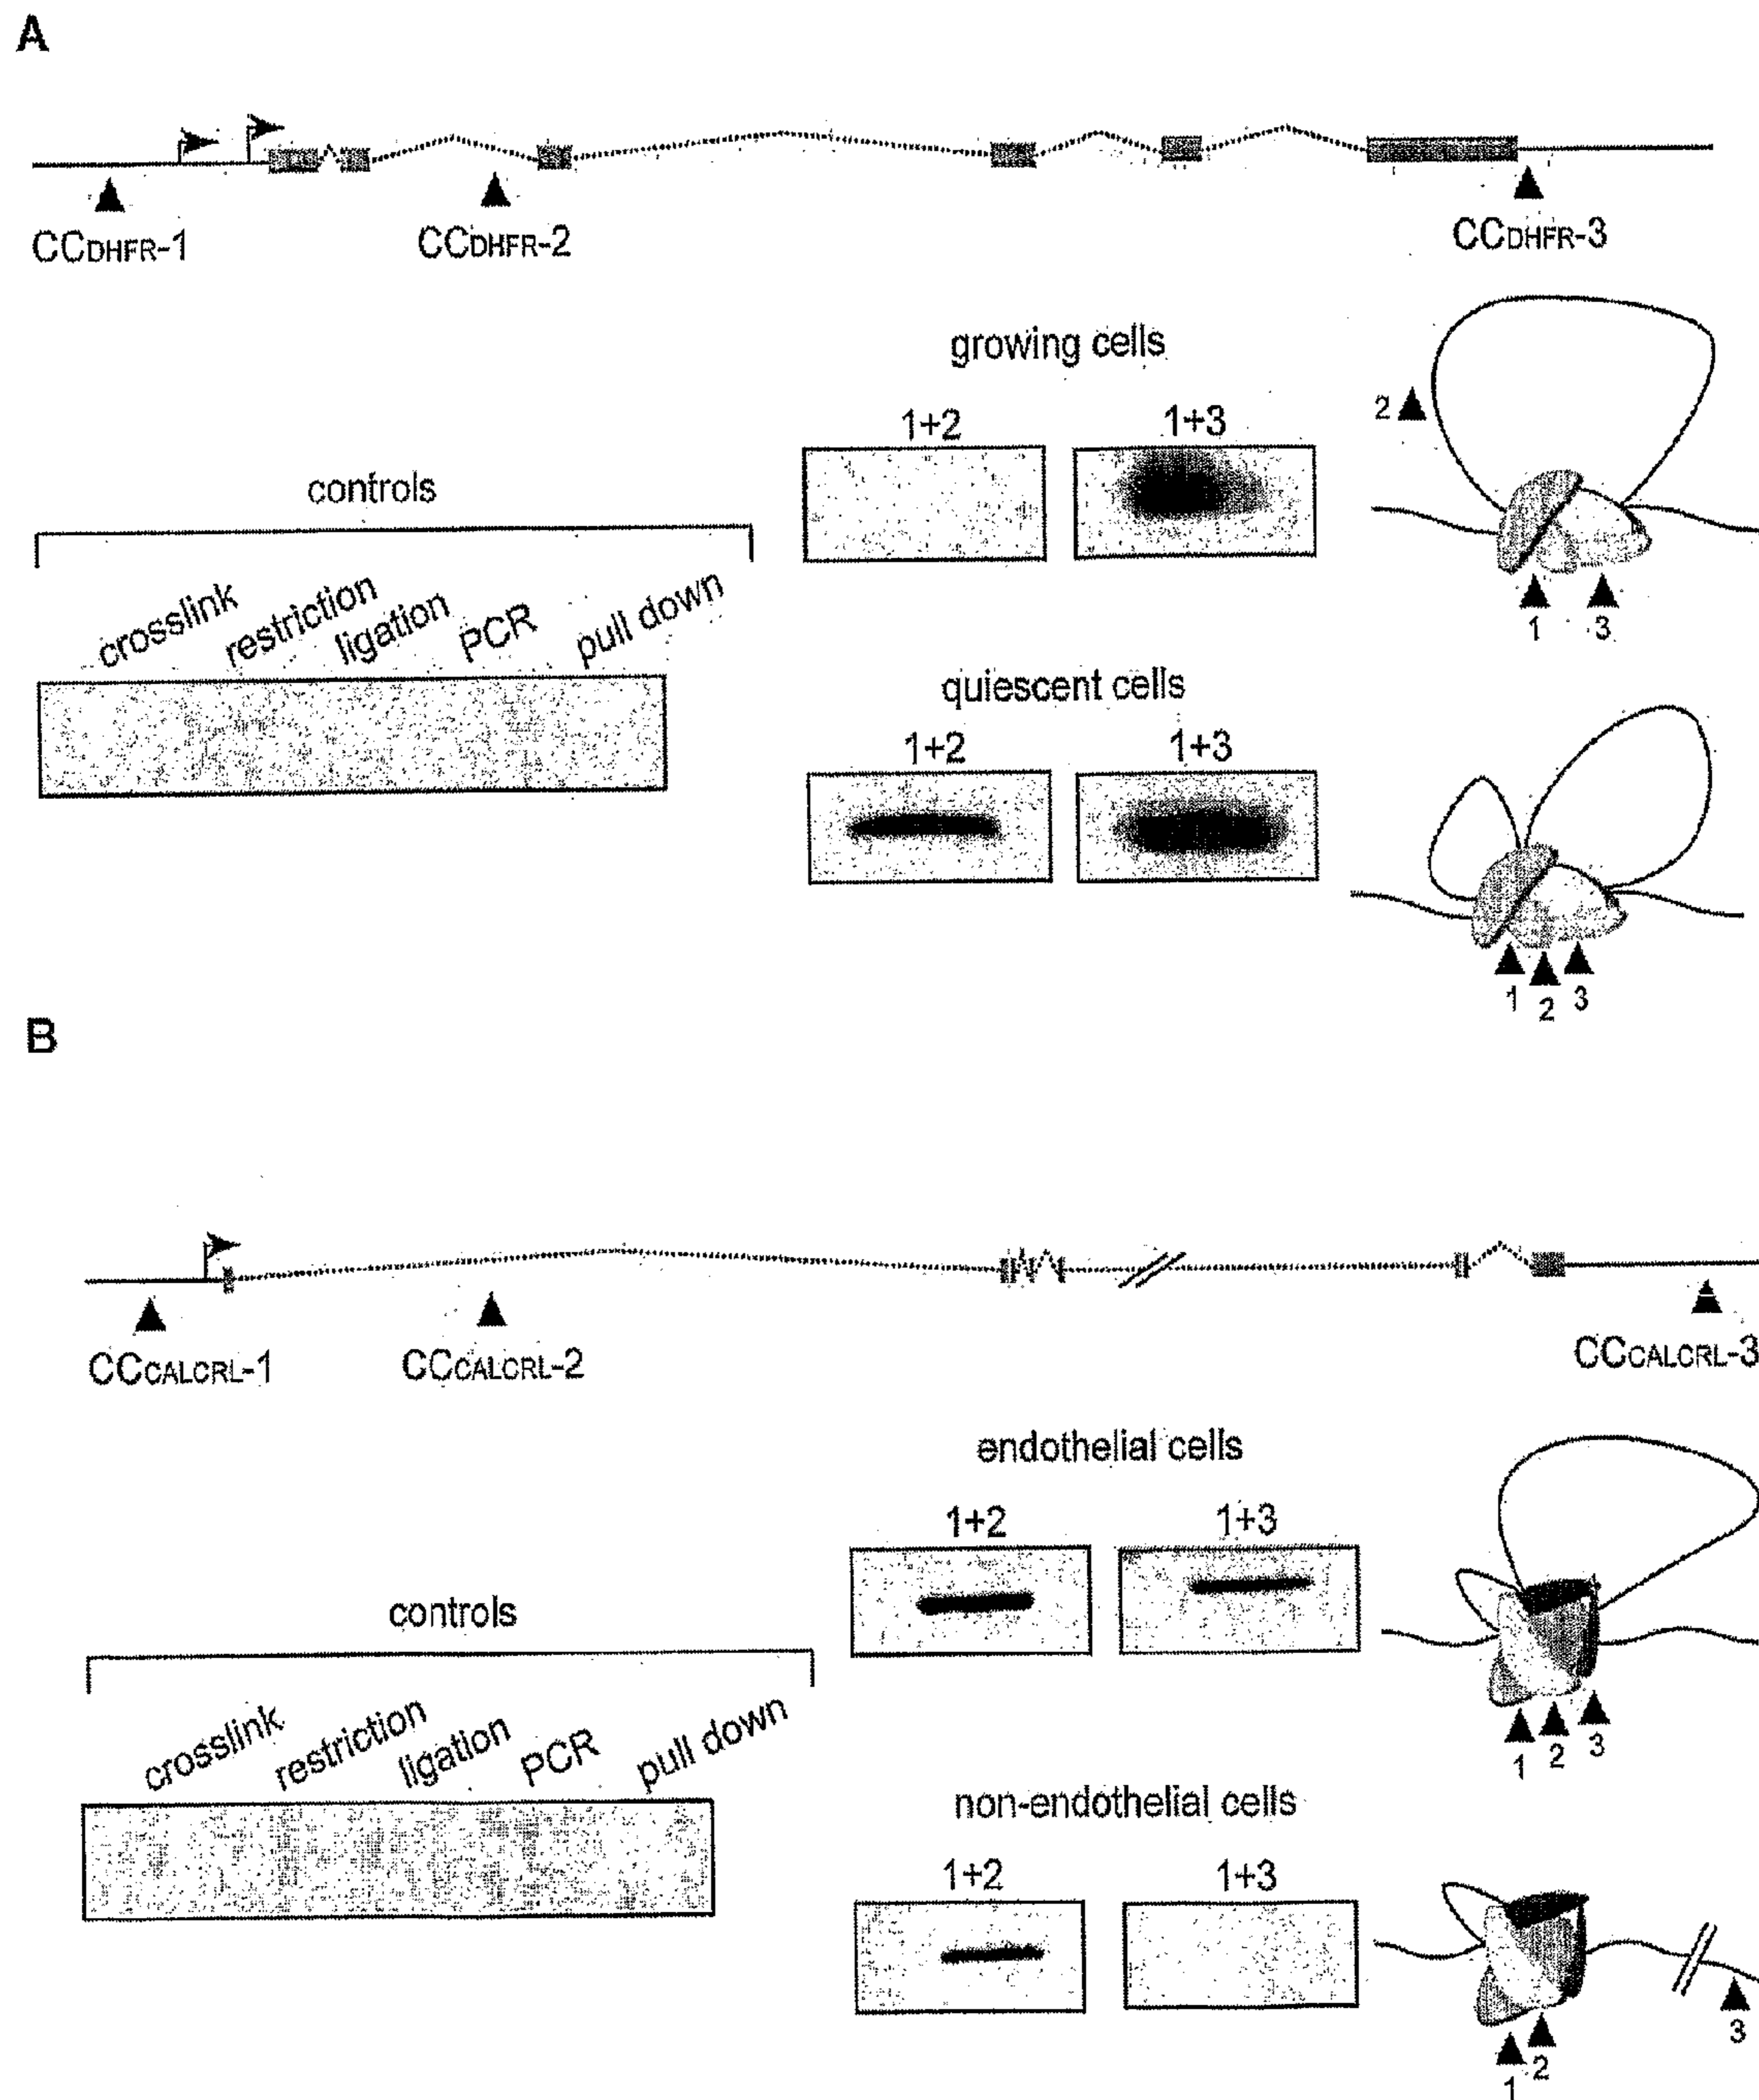 A
CCDHFR-1
CCDHFR-2
CCDHFR-3
growing cells
1+2
1+3
2
controls
crosslink
restriction
ligation
PCR
pull down
1
3
quiescent cells
1+2
1+3
1
2
3
B
CCCALCRL-1
CCCALCRL-2
CCCALCRL-3
endothelial cells
1+2
1+3
controls
crosslink
restriction
ligation
PCR
pull down
1
2
3
non-endothelial cells
1+2
1+3
3
1
2